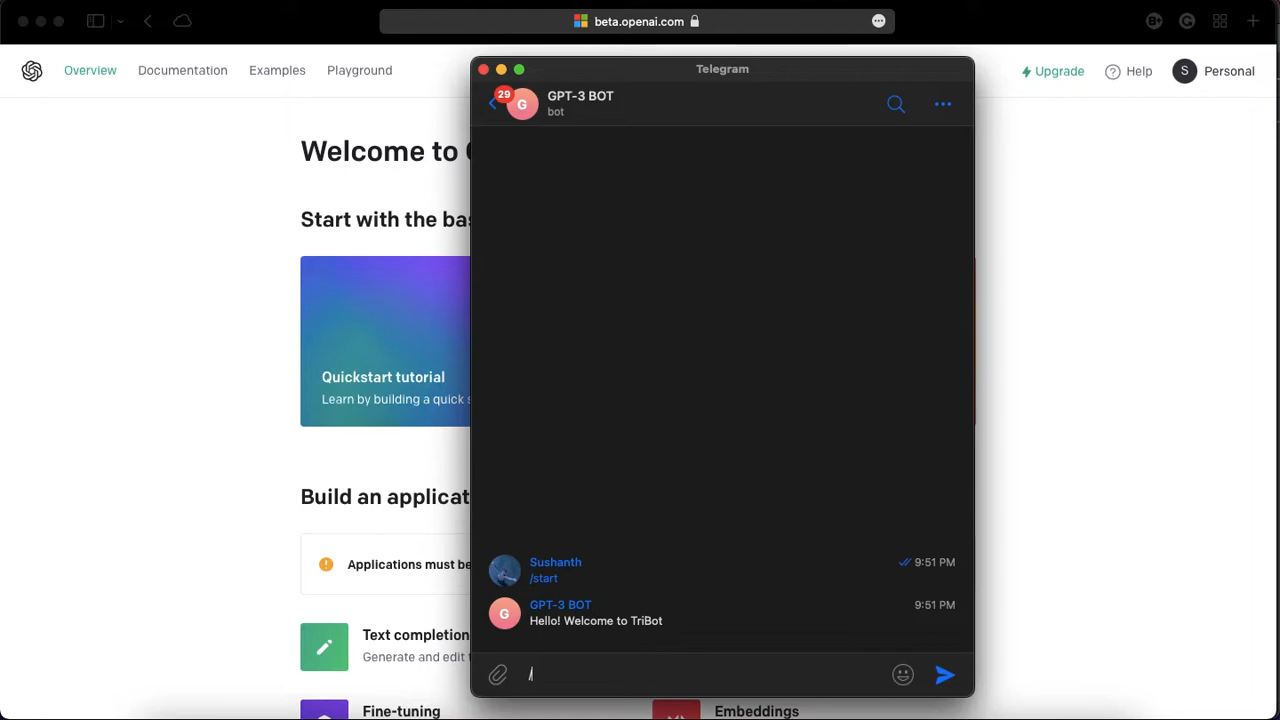 beta.openai.com
Overview
Documentation
Examples
Playground
Upgrade
Help
S
Personal
Welcome to
Start with the bas
Quickstart tutorial
Learn by building a quick s
Build an applicat
Applications must be
Text completion
Generate and edit t
Fine-tuning
Embeddings
Telegram
29
G
GPT-3 BOT
bot
Sushanth
9:51 PM
/start
G
GPT-3 BOT
9:51 PM
Hello! Welcome to TriBot
/